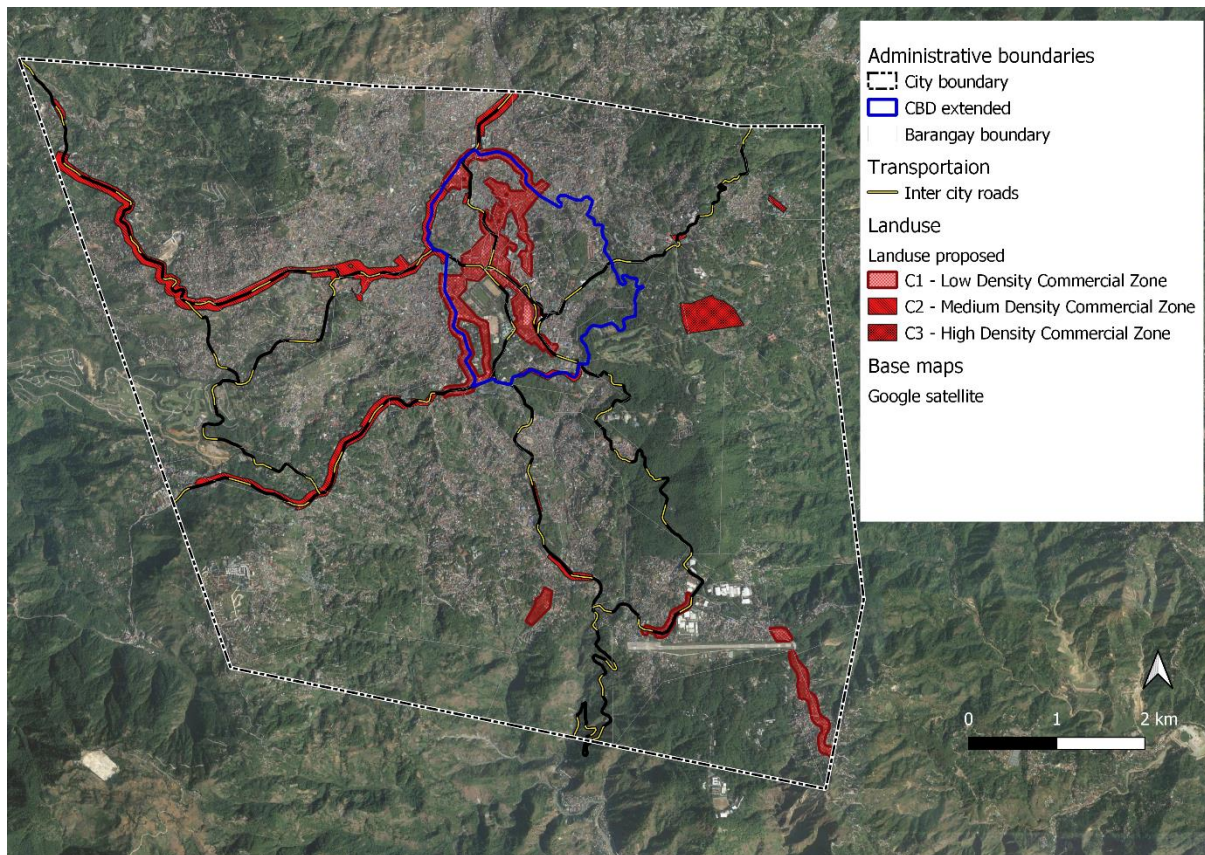 Administrative boundaries
City boundary
CBD extended
Barangay boundary
Transportaion
Inter city roads
Landuse
Landuse proposed
C1 - Low Density Commercial Zone
C2 - Medium Density Commercial Zone
C3 - High Density Commercial Zone
Base maps
Google satellite
0 1 2 km